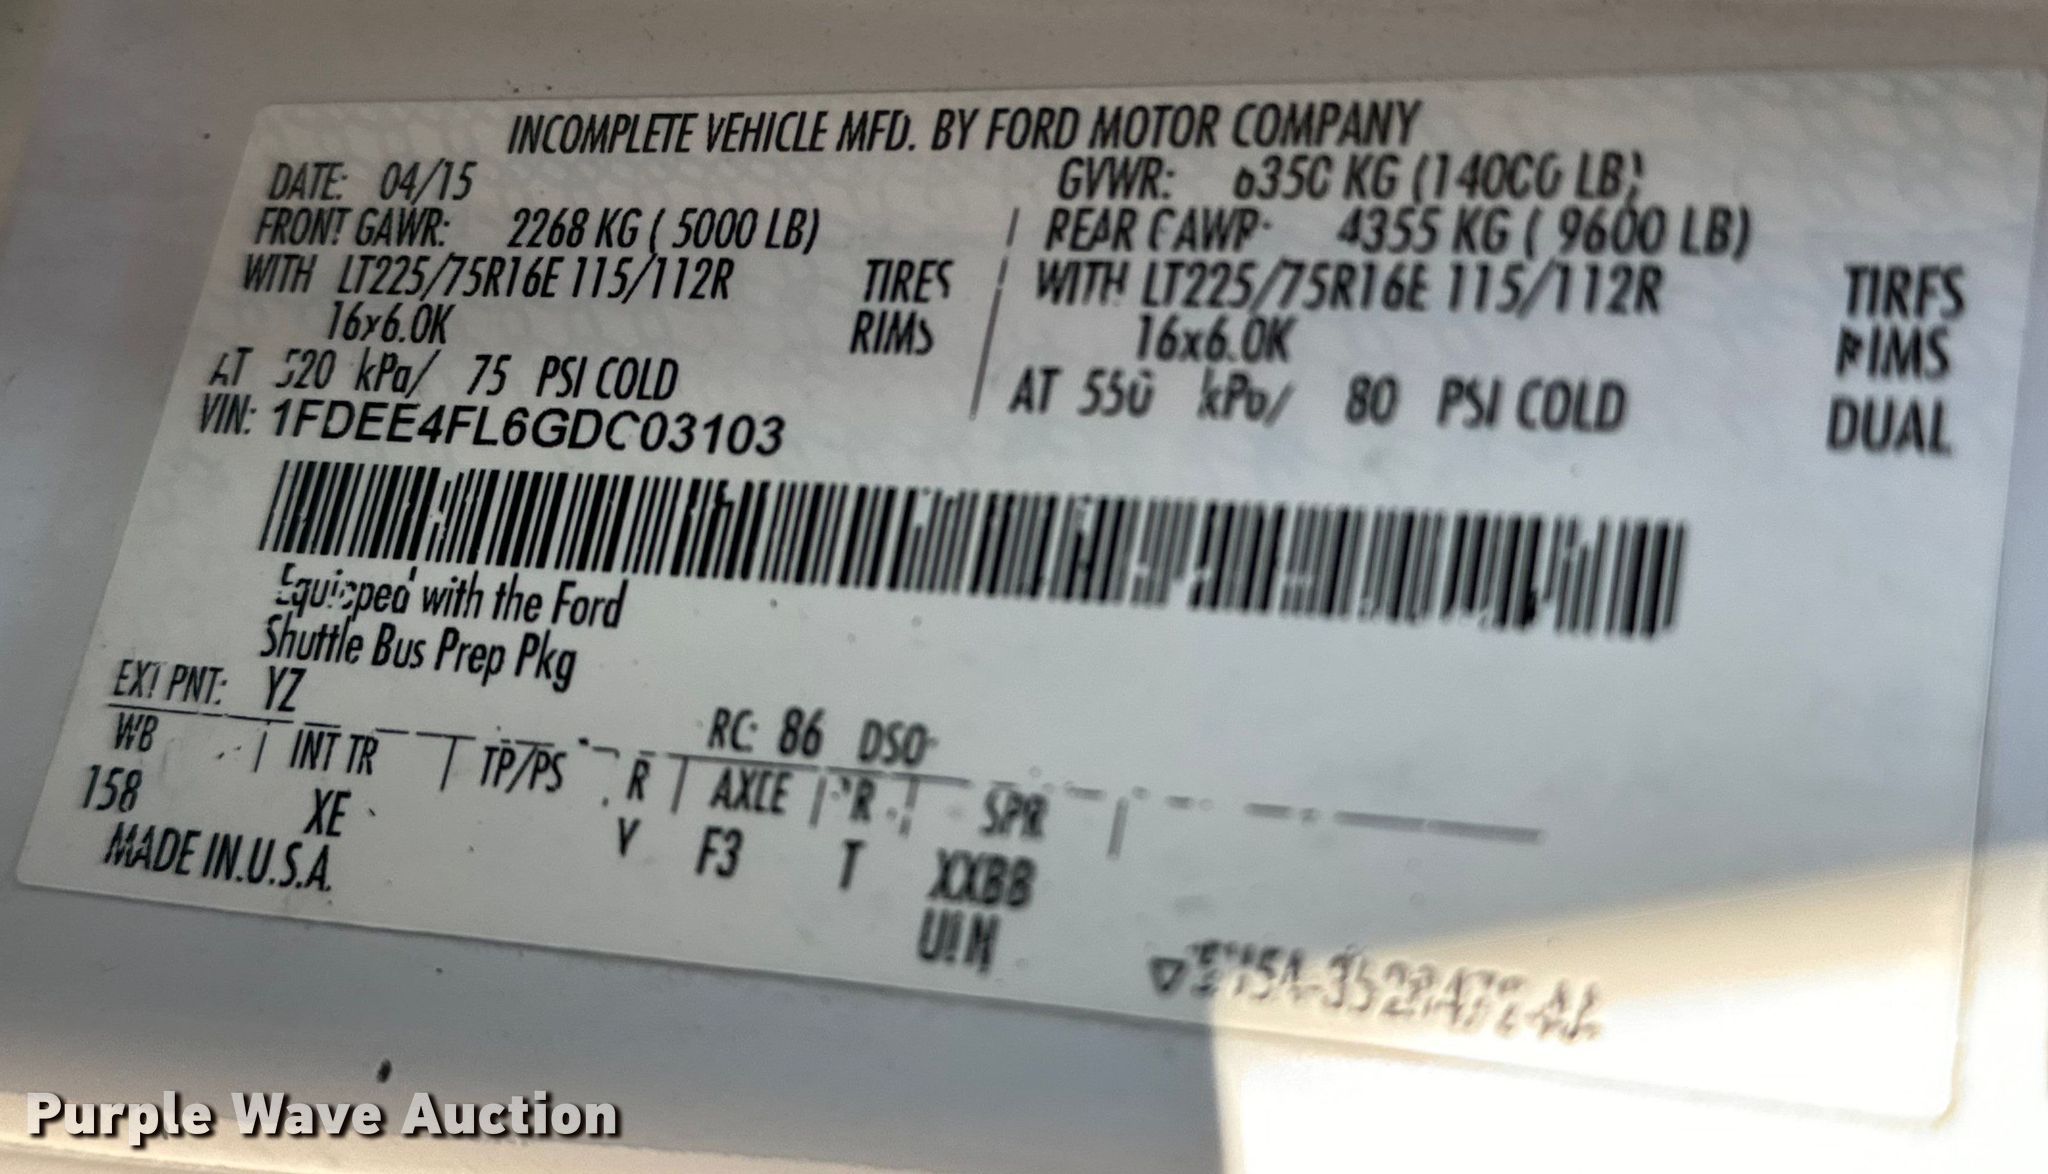 INCOMPLETE VEHICLE MFD. BY FORD MOTOR COMPANY
DATE: 04/15 GVWR: 6350 KG (14000 LB)
FRONT GAWR: 2268 KG ( 5000 LB) REAR GAWR: 4355 KG ( 9600 LB)
WITH LT225/75R16E 115/112R TIRES WITH LT225/75R16E 115/112R TIRES
16x6.0K RIMS 16x6.0K RIMS
AT 520 kPa/ 75 PSI COLD AT 550 kPa/ 80 PSI COLD DUAL
VIN: 1FDEE4FL6GDC03103
Equipped with the Ford
Shuttle Bus Prep Pkg
EXT PNT: YZ RC: 86 DSO:
WB INT TR TP/PS R AXLE TR SPR
158 XE Y F3 T XXBB
MADE IN U.S.A.
Purple Wave Auction